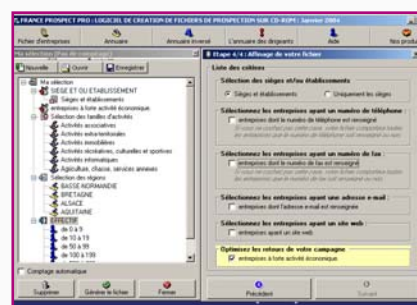 FRANCE PROSPECT PRO : LOGICIEL DE CREATION DE FICHIERS DE PROSPECTION SUR CD-ROM : Janvier 2004
Fichier d'entreprises
Annuaire
Annuaire inversé
L'annuaire des dirigeants
Aide
Nos produ
Ma sélection
Nouvelle
Ouvrir
Enregistrer
Ma sélection
SIEGE ET OU ETABLISSEMENT
Sièges et établissements
entreprises à forte activité économique
Sélection des familles d'activités
Activités associatives
Activités extra-territoriales
Activités immobilières
Activités récréatives, culturelles et sportives
Activités informatiques
Agriculture, chasse, services annexes
Sélection des régions
BASSE-NORMANDIE
BRETAGNE
ALSACE
AQUITAINE
EFFECTIF
de 0 à 9
de 10 à 19
de 50 à 99
de 100 à 199
Comptage automatique
Supprimer
Générer le fichier
Fermer
Etape 4/4 : Affinage de votre fichier
Liste des critères
Sélection des sièges et/ou établissements
Sièges et établissements
Uniquement les sièges
Sélectionnez les entreprises ayant un numéro de téléphone :
entreprises dont le numéro de téléphone est renseigné
Sélectionnez les entreprises ayant un numéro de fax :
entreprises dont le numéro de fax est renseigné
Sélectionnez les entreprises ayant une adresse e-mail :
entreprises dont l'adresse e-mail est renseignée
Sélectionnez les entreprises ayant un site web :
entreprises ayant un site web.
Optimisez les retours de votre campagne
entreprises à forte activité économique
Précédent
Suivant